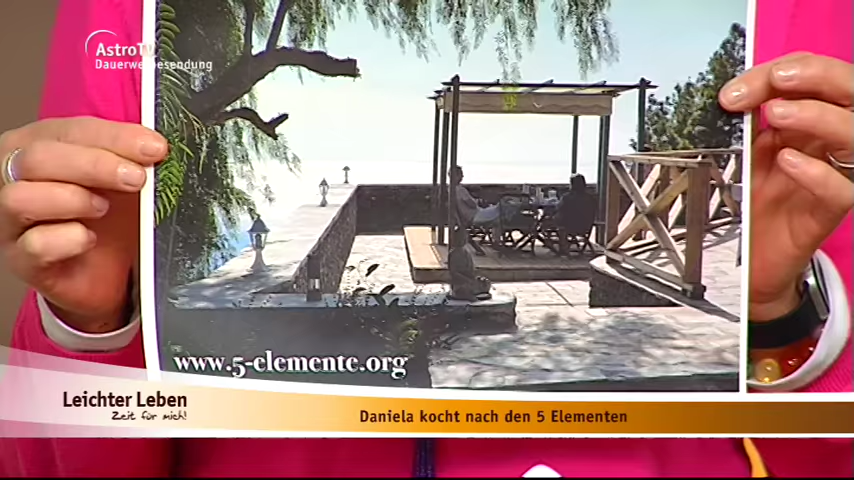 AstroTV
Dauerwerbesendung
www.5-elemente.org
Leichter Leben
Zeit für mich!
Daniela kocht nach den 5 Elementen